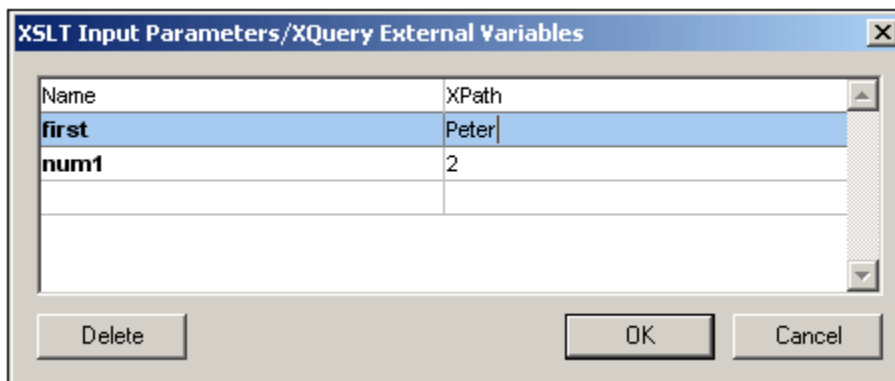 XSLT Input Parameters/XQuery External Variables
Name XPath
first Peter
num1 2
Delete OK Cancel